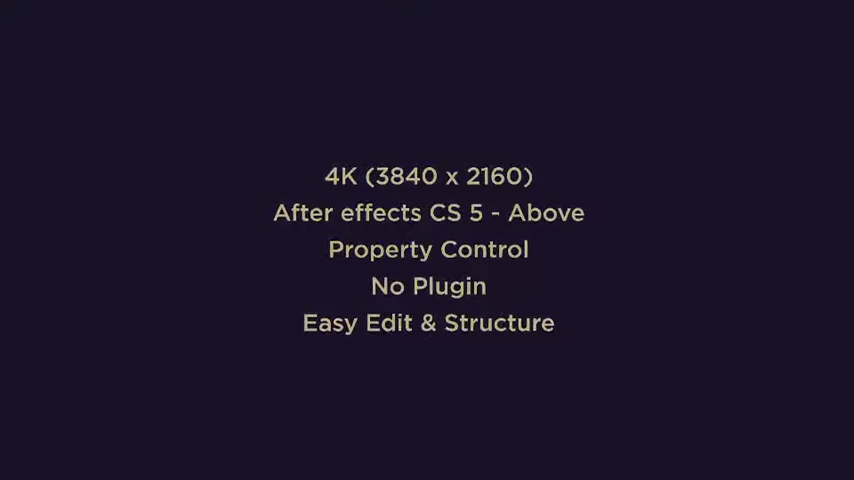 4K (3840 x 2160)
After effects CS 5 - Above
Property Control
No Plugin
Easy Edit & Structure